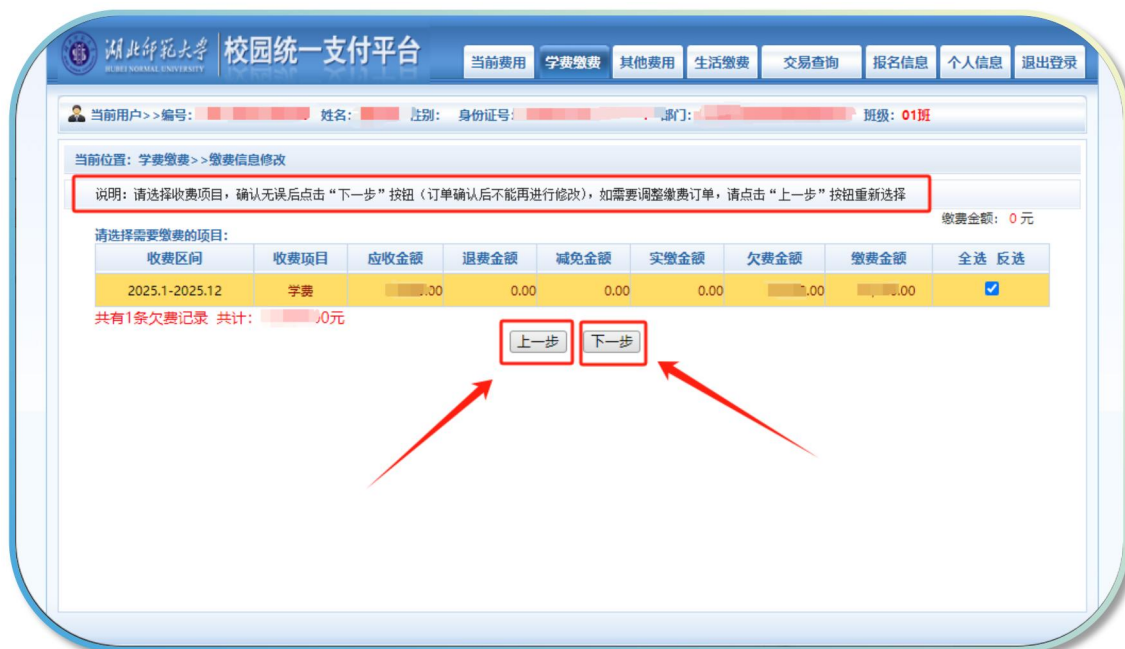 湖北师范大学 校园统一支付平台
HUBEI NORMAL UNIVERSITY
当前费用 学费缴费 其他费用 生活缴费 交易查询 报名信息 个人信息 退出登录
当前用户>>编号: 姓名: 性别: 身份证号: 部门: 班级: 01班
当前位置: 学费缴费>>缴费信息修改
说明: 请选择收费项目, 确认无误后点击“下一步”按钮 (订单确认后不能再进行修改), 如需要调整缴费订单, 请点击“上一步”按钮重新选择
缴费金额: 0 元
请选择需要缴费的项目:
收费区间 收费项目 应收金额 退费金额 减免金额 实缴金额 欠费金额 缴费金额 全选 反选
2025.1-2025.12 学费 .00 0.00 0.00 0.00 .00 .00
共有1条欠费记录 共计: 0元
上一步 下一步